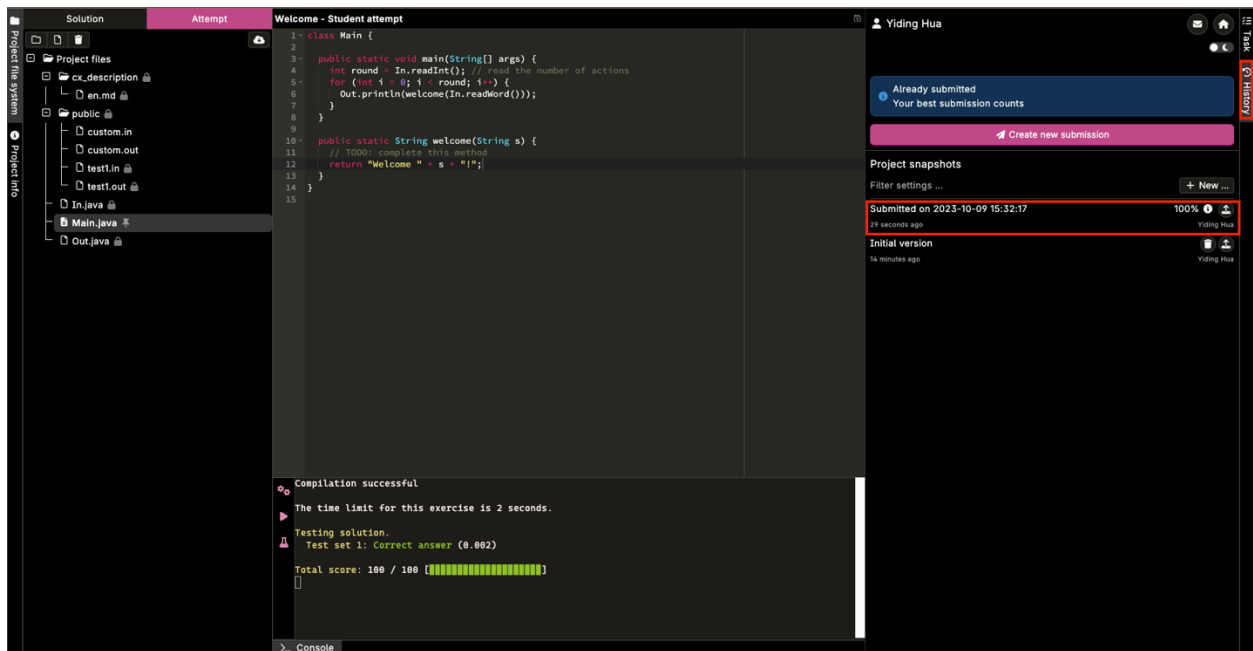 Solution
Attempt
Project file system
Project info
Project files
cx_description
en.md
public
custom.in
custom.out
test1.in
test1.out
In.java
Main.java
Out.java
Welcome - Student attempt
1 class Main {
2
3 public static void main(String[] args) {
4 int round = In.readInt(); // read the number of actions
5 for (int i = 0; i < round; i++) {
6 Out.println(welcome(In.readWord()));
7 }
8 }
9
10 public static String welcome(String s) {
11 // TODO: complete this method
12 return "Welcome " + s + "!";
13 }
14 }
15
Compilation successful
The time limit for this exercise is 2 seconds.
Testing solution.
Test set 1: Correct answer (0.002)
Total score: 100 / 100 [||||||||||||||||||||]
>_ Console
Yiding Hua
Already submitted
Your best submission counts
Create new submission
Project snapshots
Filter settings ...
+ New ...
Submitted on 2023-10-09 15:32:17
100%
29 seconds ago
Yiding Hua
Initial version
14 minutes ago
Yiding Hua
Task
History